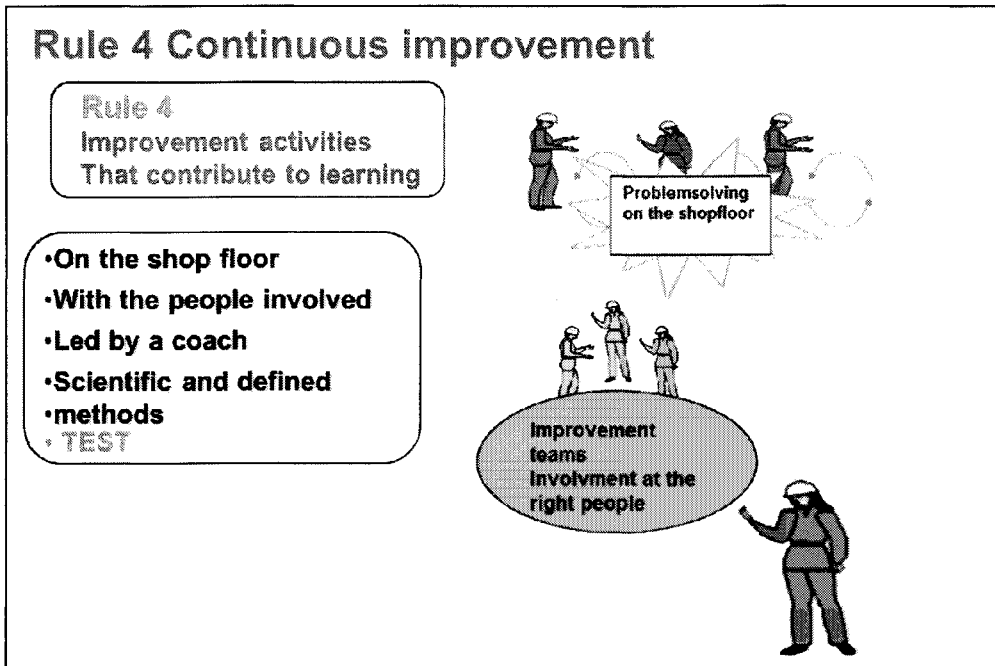 Rule 4 Continuous improvement
Rule 4
Improvement activities
That contribute to learning
•On the shop floor
•With the people involved
•Led by a coach
•Scientific and defined
•methods
• TEST
Problemsolving
on the shopfloor
Improvement
teams
Involvment at the
right people